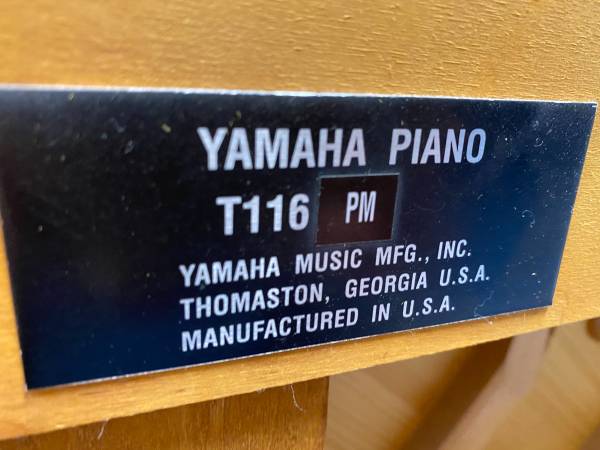 YAMAHA PIANO
T116 PM
YAMAHA MUSIC MFG., INC.
THOMASTON, GEORGIA U.S.A.
MANUFACTURED IN U.S.A.